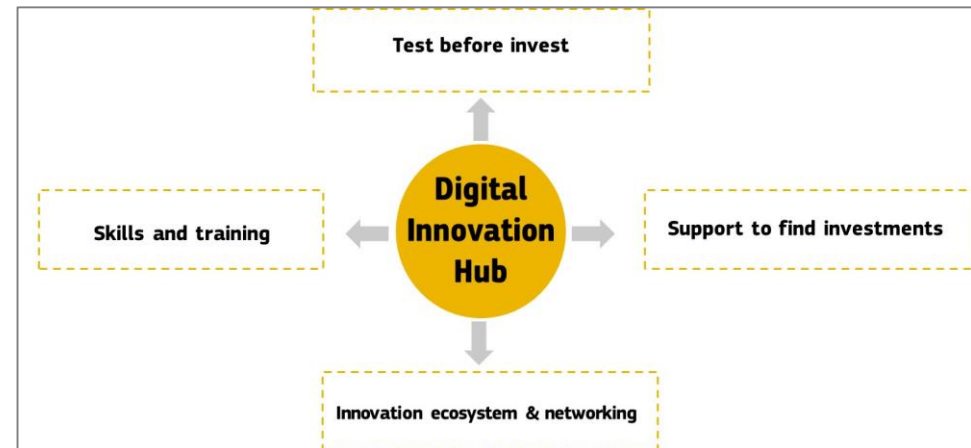 Test before invest
Digital
Innovation
Hub
Skills and training
Support to find investments
Innovation ecosystem & networking